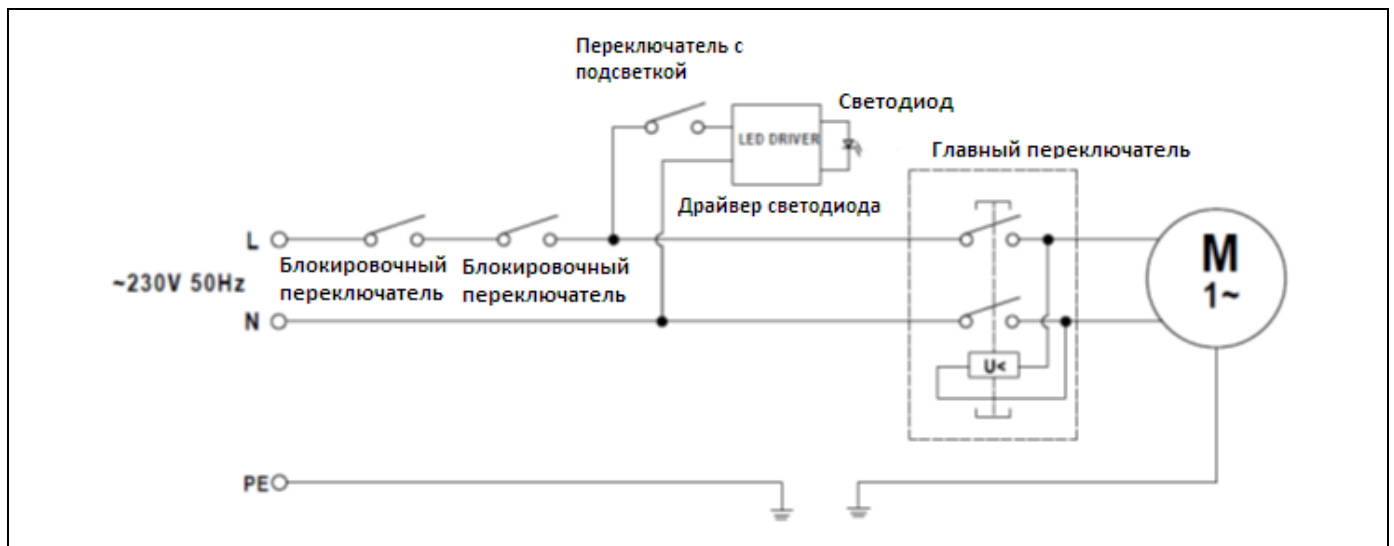 Переключатель с
подсветкой
Светодиод
LED DRIVER
Главный переключатель
Драйвер светодиода
L
Блокировочный
переключатель
Блокировочный
переключатель
~230V 50Hz
N
M
1~
U<
PE